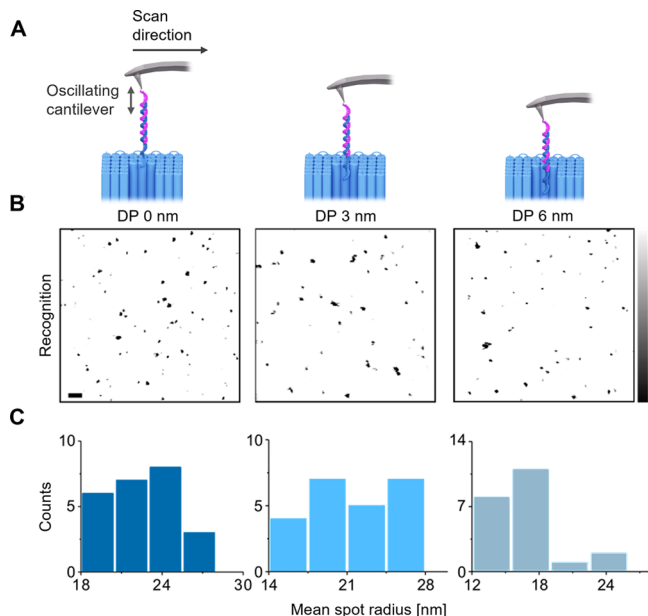 A
Scan
direction
Oscillating
cantilever
B
DP 0 nm
DP 3 nm
DP 6 nm
Recognition
C
Counts
10
5
0
18
24
30
10
5
0
14
21
28
14
7
0
12
18
24
Mean spot radius [nm]